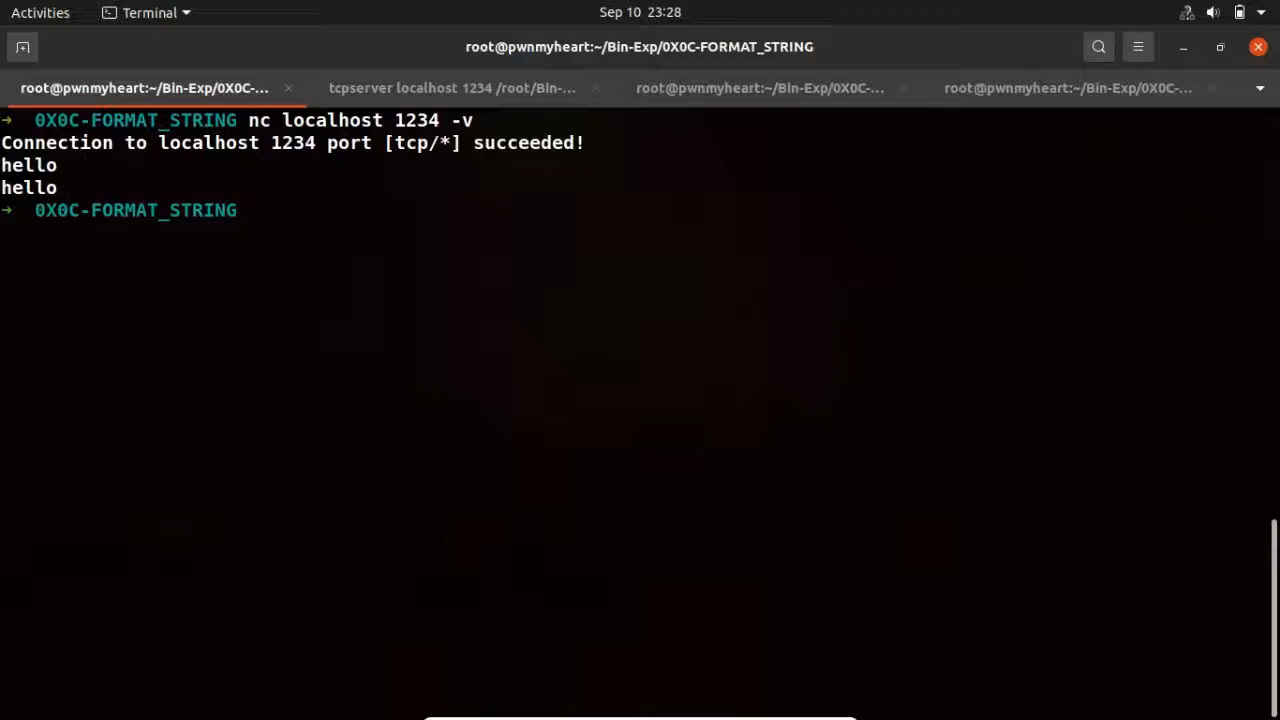 Activities Terminal Sep 10 23:28
root@pwnmyheart:~/Bin-Exp/0X0C-FORMAT_STRING
root@pwnmyheart:~/Bin-Exp/0X0C-... tcpserver localhost 1234 /root/Bin-... root@pwnmyheart:~/Bin-Exp/0X0C-... root@pwnmyheart:~/Bin-Exp/0X0C-...
→ 0X0C-FORMAT_STRING nc localhost 1234 -v
Connection to localhost 1234 port [tcp/*] succeeded!
hello
hello
→ 0X0C-FORMAT_STRING